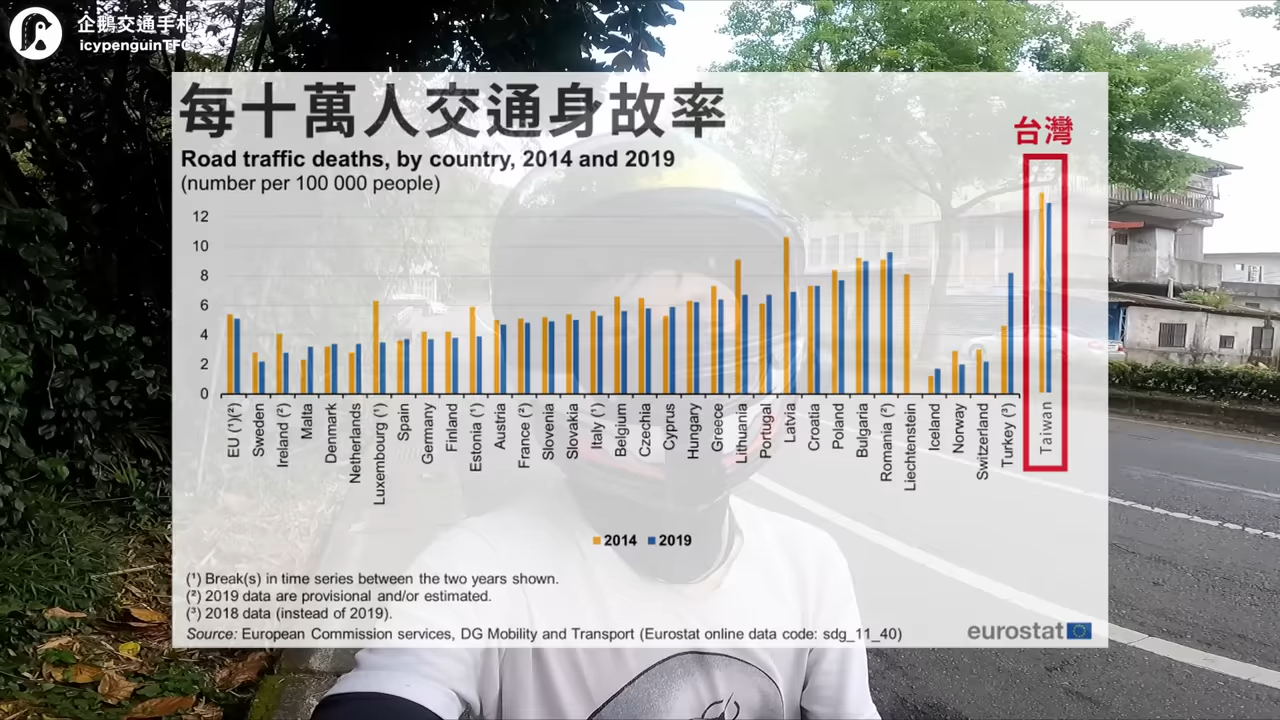 企鵝交通手札
icypenguinTFC
每十萬人交通身故率
台灣
Road traffic deaths, by country, 2014 and 2019
(number per 100 000 people)
12
10
8
6
4
2
0
EU (¹)(²)
Sweden
Ireland (²)
Malta
Denmark
Netherlands
Luxembourg (¹)
Spain
Germany
Finland
Estonia (¹)
Austria
France (²)
Slovenia
Slovakia
Italy (¹)
Belgium
Czechia
Cyprus
Hungary
Greece
Lithuania
Portugal
Latvia
Croatia
Poland
Bulgaria
Romania (²)
Liechtenstein
Iceland
Norway
Switzerland
Turkey (³)
Taiwan
2014 2019
(¹) Break(s) in time series between the two years shown.
(²) 2019 data are provisional and/or estimated.
(³) 2018 data (instead of 2019).
Source: European Commission services, DG Mobility and Transport (Eurostat online data code: sdg_11_40)
eurostat